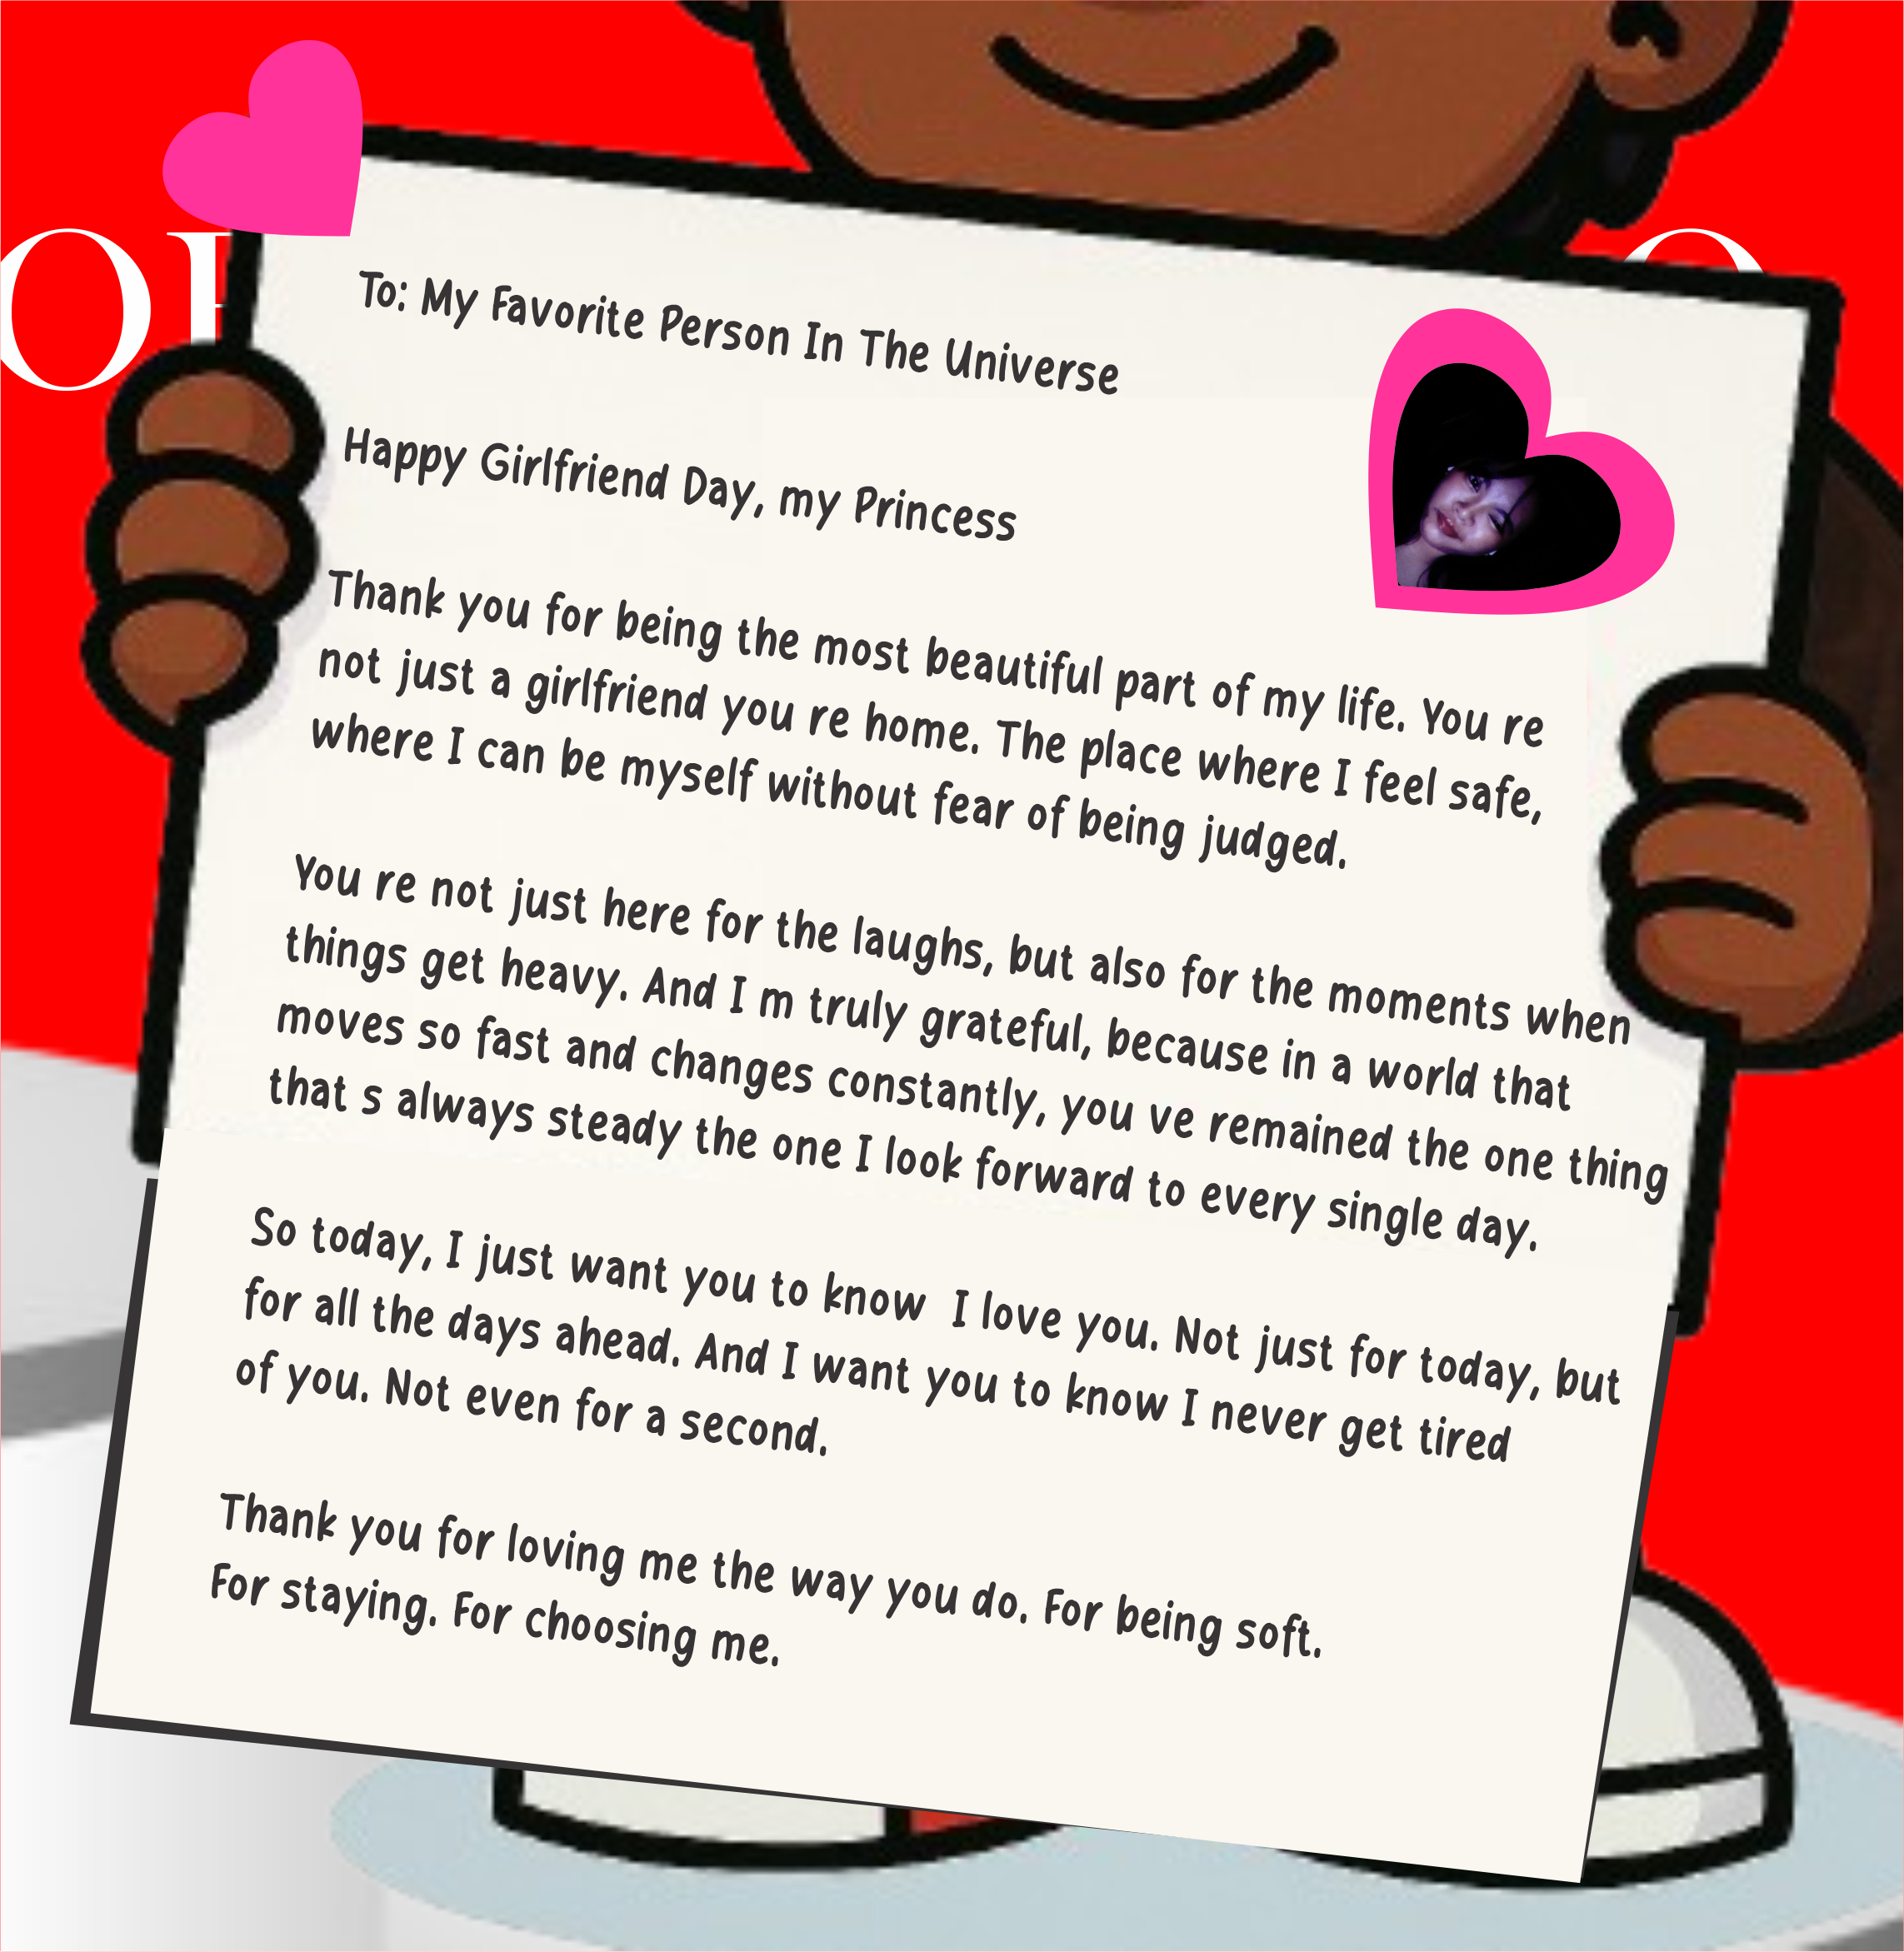 To: My Favorite Person In The Universe
Happy Girlfriend Day, my Princess
Thank you for being the most beautiful part of my life. You re
not just a girlfriend you re home. The place where I feel safe,
where I can be myself without fear of being judged.
You re not just here for the laughs, but also for the moments when
things get heavy. And I m truly grateful, because in a world that
moves so fast and changes constantly, you ve remained the one thing
that s always steady the one I look forward to every single day.
So today, I just want you to know  I love you. Not just for today, but
for all the days ahead. And I want you to know I never get tired
of you. Not even for a second.
Thank you for loving me the way you do. For being soft.
For staying. For choosing me.